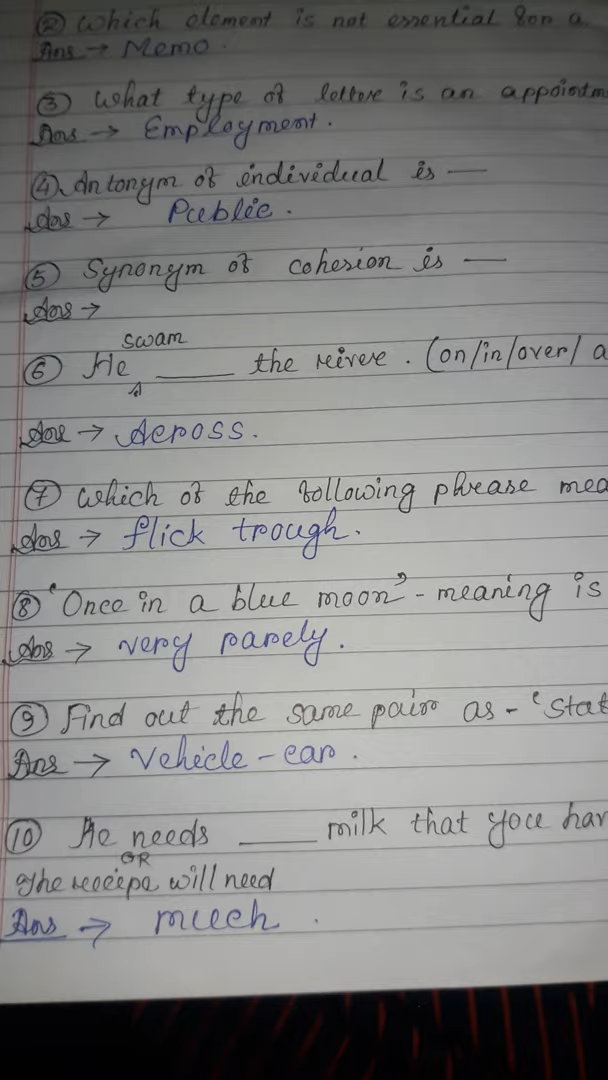 ② Which element is not essential for a
Ans → Memo.
③ What type of letter is an appointm
Ans → Employment.
④ Antonym of individual is —
Ans → Public.
⑤ Synonym of cohesion is —
Ans →
swam
⑥ He ____ the river. (on/in/over/a
Ans → Across.
⑦ Which of the following phrase mea
Ans → flick trough.
⑧ 'Once in a blue moon' - meaning is
Ans → very rarely.
⑨ Find out the same pair as - 'Stat
Ans → Vehicle - car.
⑩ He needs ____ milk that you hav
OR
The receipe will need
Ans → much.